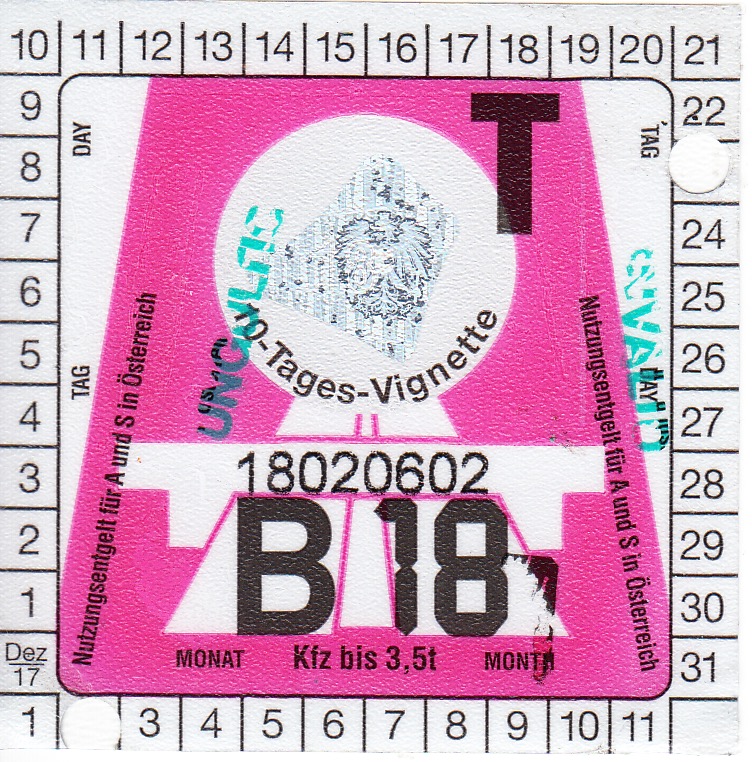 10 11 12 13 14 15 16 17 18 19 20 21
9 22
8
7 24
6 25
5 26
4 27
3 28
2 29
1 30
Dez
17 31
1 3 4 5 6 7 8 9 10 11
DAY
TAG
T
UNGÜLTIG
INVALID
10-Tages-Vignette
TAG
DAY
Nutzungsentgelt für A und S in Österreich
Nutzungsentgelt für A und S in Österreich
18020602
B 18
MONAT Kfz bis 3,5t MONTH